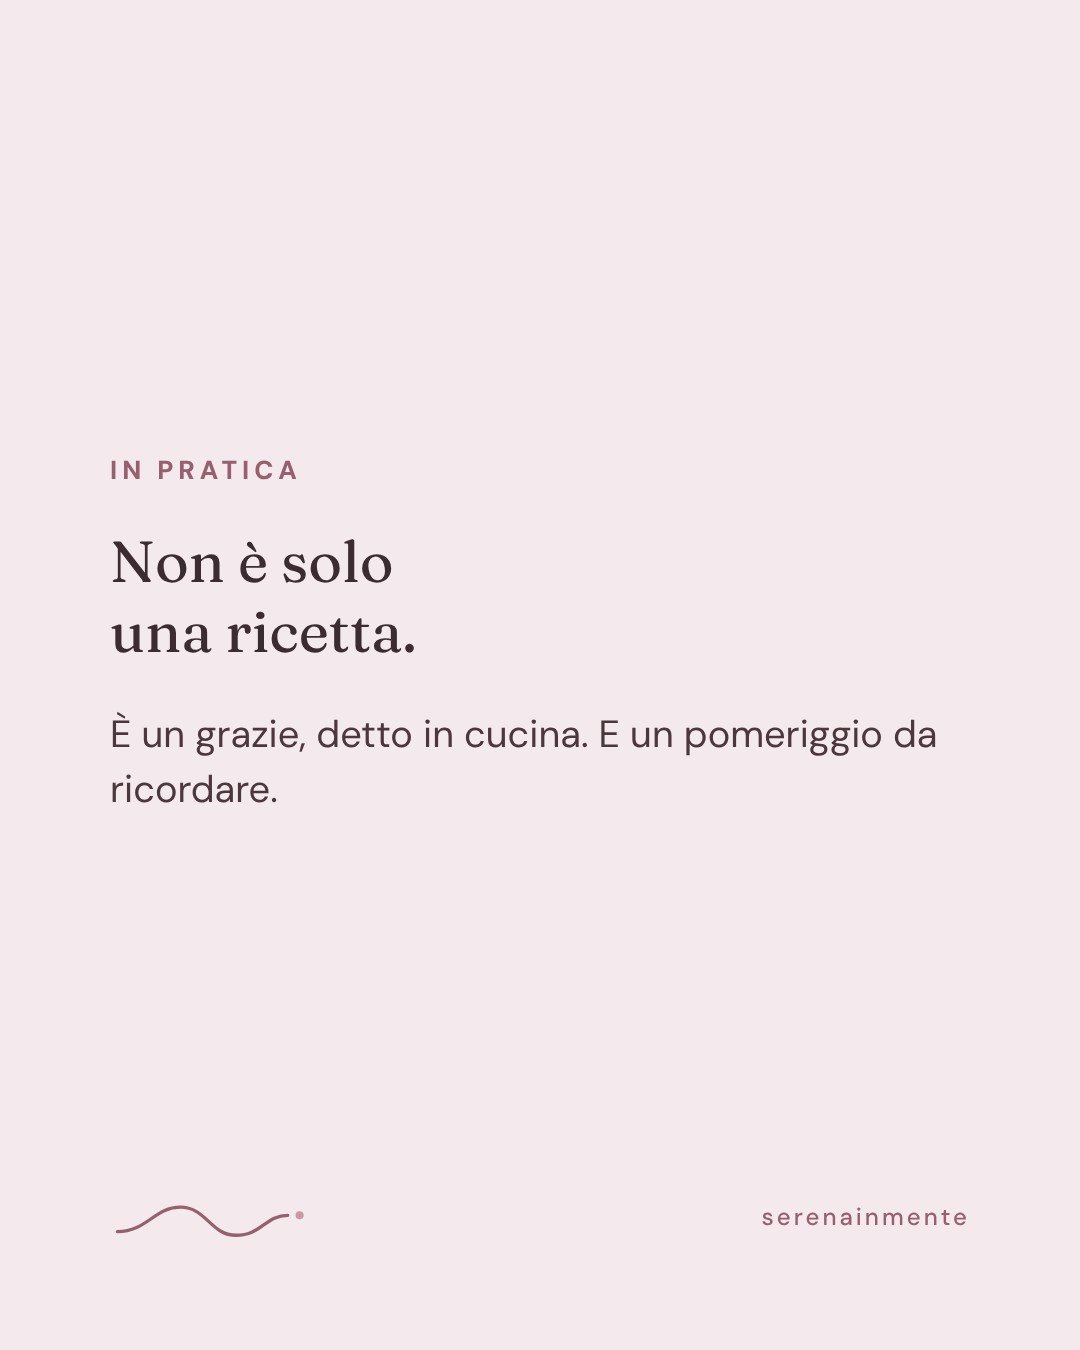 IN PRATICA
Non è solo
una ricetta.
È un grazie, detto in cucina. E un pomeriggio da
ricordare.
serenainmente